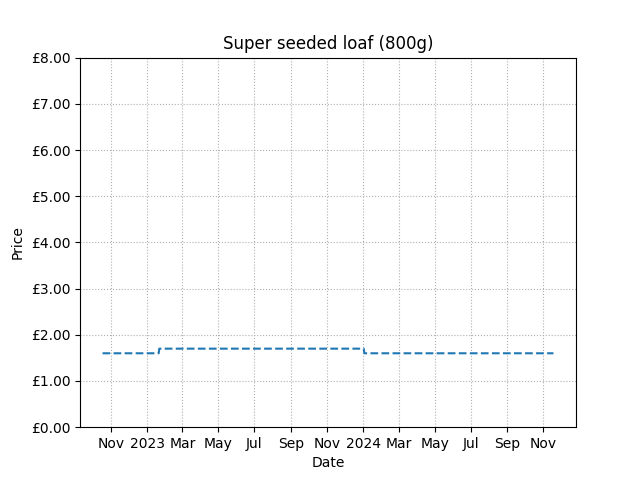 Super seeded loaf (800g)
£8.00
£7.00
£6.00
£5.00
£4.00
£3.00
£2.00
£1.00
£0.00
Price
Nov 2023 Mar May Jul Sep Nov 2024 Mar May Jul Sep Nov
Date